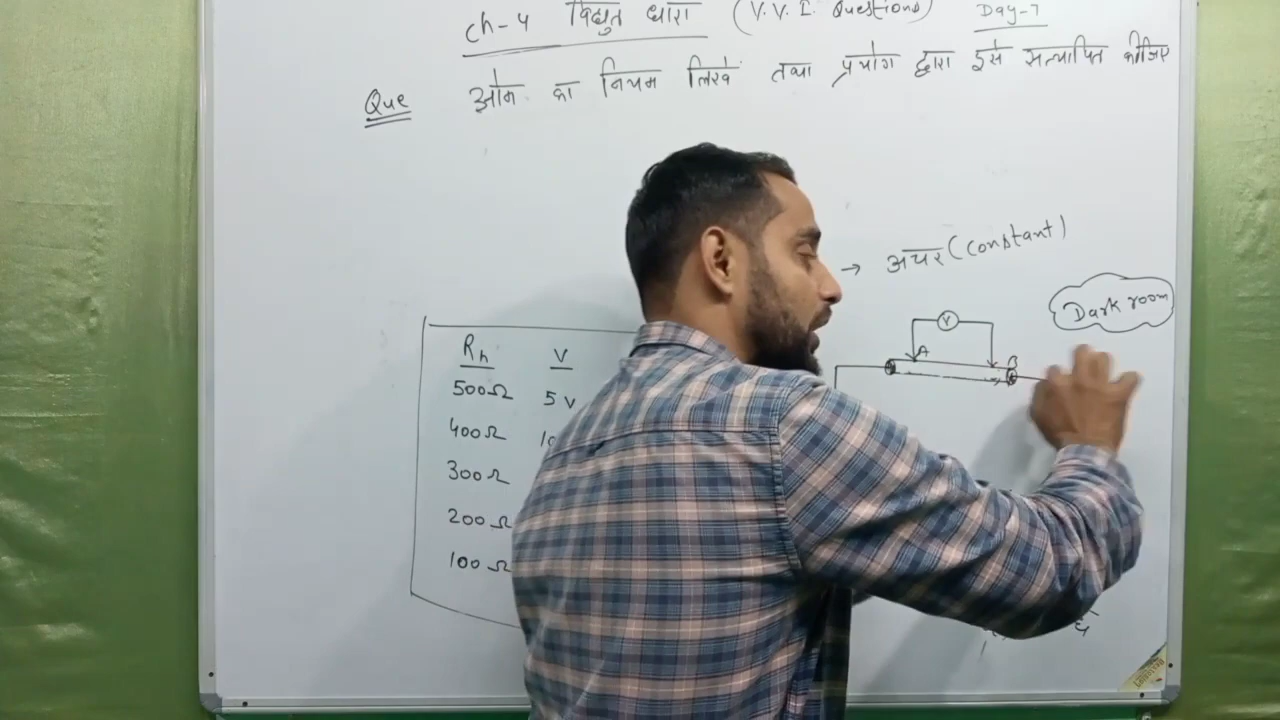 Ch-4 विद्युत धारा (V.V.I. Questions) Day-7
Que ओम का नियम लिखें तथा प्रयोग द्वारा इसे सत्यापित कीजिए
→ अचर (Constant)
Dark room
V
A B
Rh V
500Ω 5V
400Ω
300Ω
200Ω
100Ω